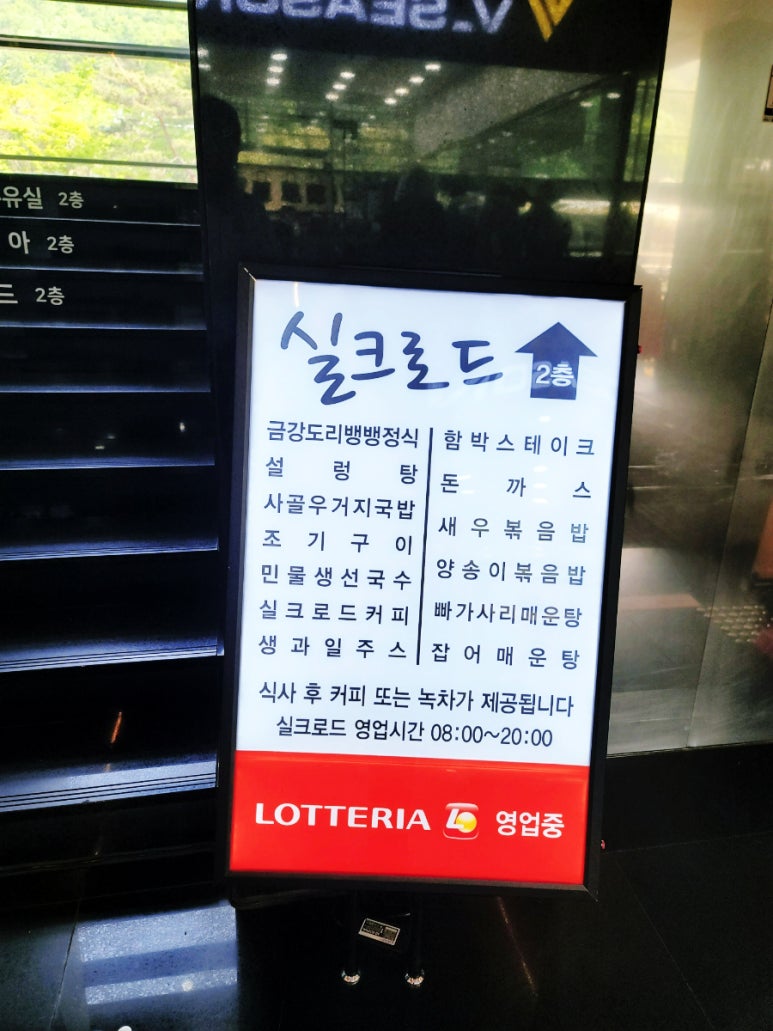 V_SEASON
유실 2층
아 2층
드 2층
실크로드 2층
금강도리뱅뱅정식
설렁탕
사골우거지국밥
조기구이
민물생선국수
실크로드커피
생과일주스
함박스테이크
돈까스
새우볶음밥
양송이볶음밥
빠가사리매운탕
잡어매운탕
식사 후 커피 또는 녹차가 제공됩니다
실크로드 영업시간 08:00~20:00
LOTTERIA 영업중